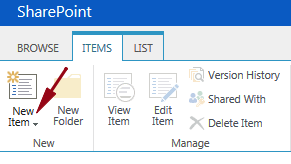 SharePoint
BROWSE ITEMS LIST
New Item
New Folder
View Item
Edit Item
Version History
Shared With
Delete Item
New Manage